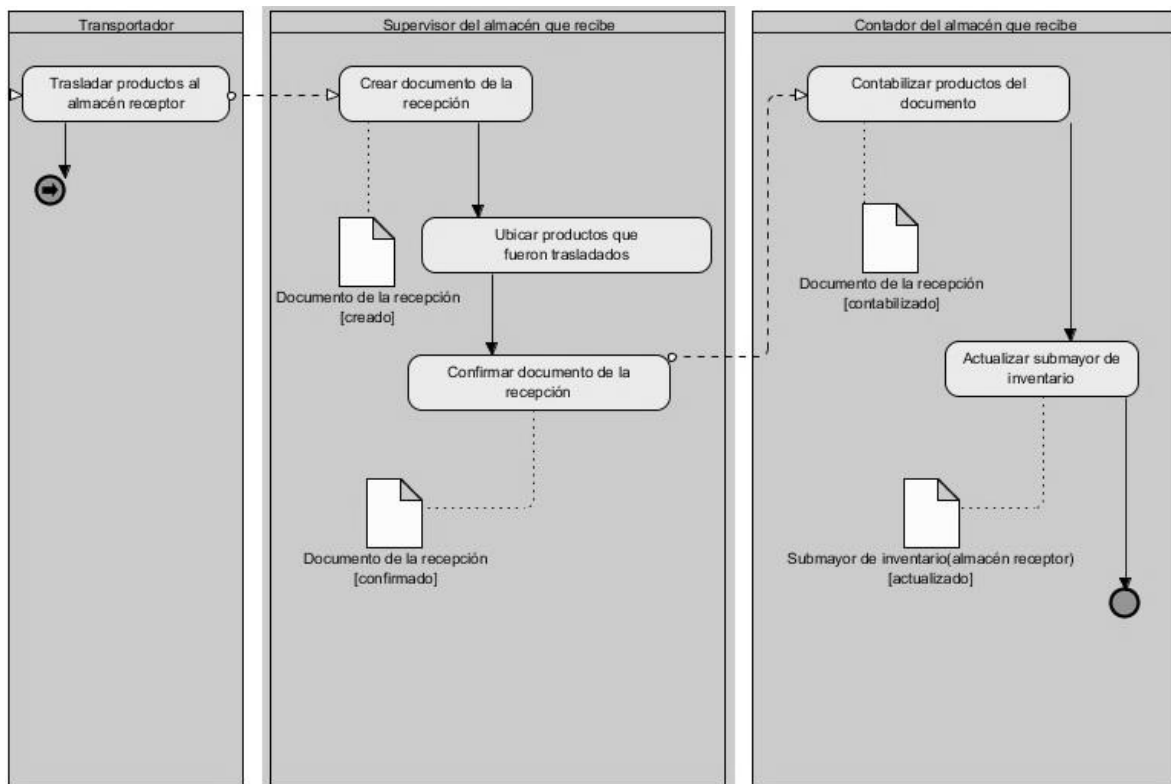 Transportador
Trasladar productos al
almacén receptor
Supervisor del almacén que recibe
Crear documento de la
recepción
Documento de la recepción
[creado]
Ubicar productos que
fueron trasladados
Confirmar documento de la
recepción
Documento de la recepción
[confirmado]
Contador del almacén que recibe
Contabilizar productos del
documento
Documento de la recepción
[contabilizado]
Actualizar submayor de
inventario
Submayor de inventario(almacén receptor)
[actualizado]